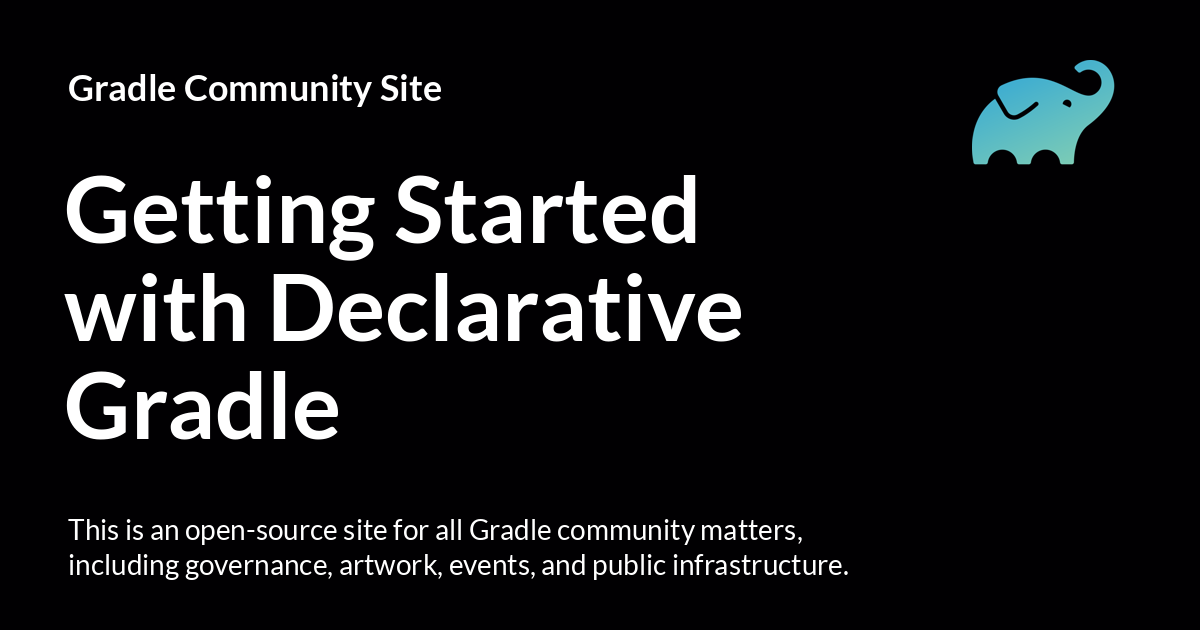 Gradle Community Site
Getting Started
with Declarative
Gradle
This is an open-source site for all Gradle community matters,
including governance, artwork, events, and public infrastructure.